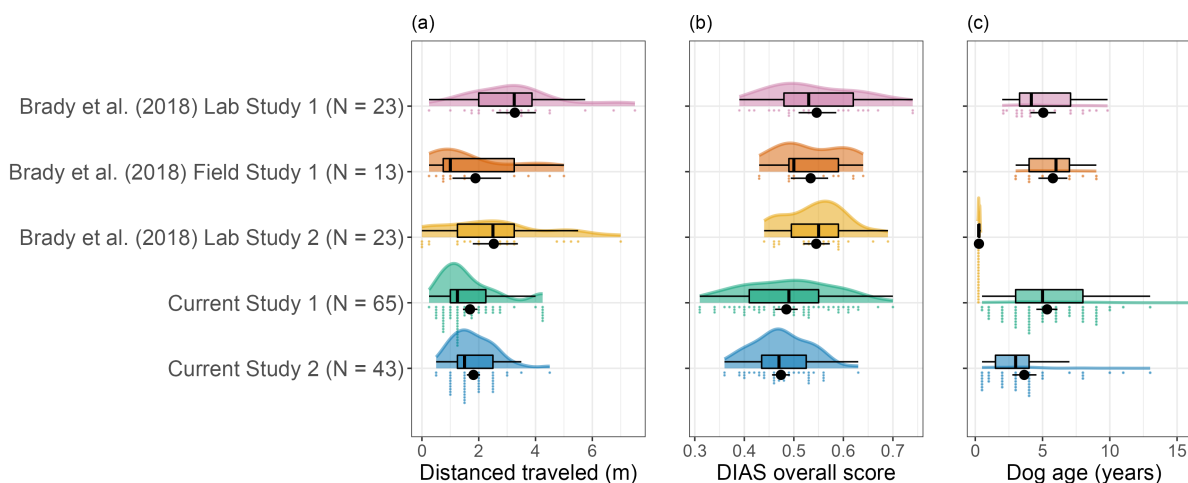 (a)
(b)
(c)
Brady et al. (2018) Lab Study 1 (N = 23)
Brady et al. (2018) Field Study 1 (N = 13)
Brady et al. (2018) Lab Study 2 (N = 23)
Current Study 1 (N = 65)
Current Study 2 (N = 43)
0 2 4 6
0.3 0.4 0.5 0.6 0.7
0 5 10 15
Distanced traveled (m)
DIAS overall score
Dog age (years)